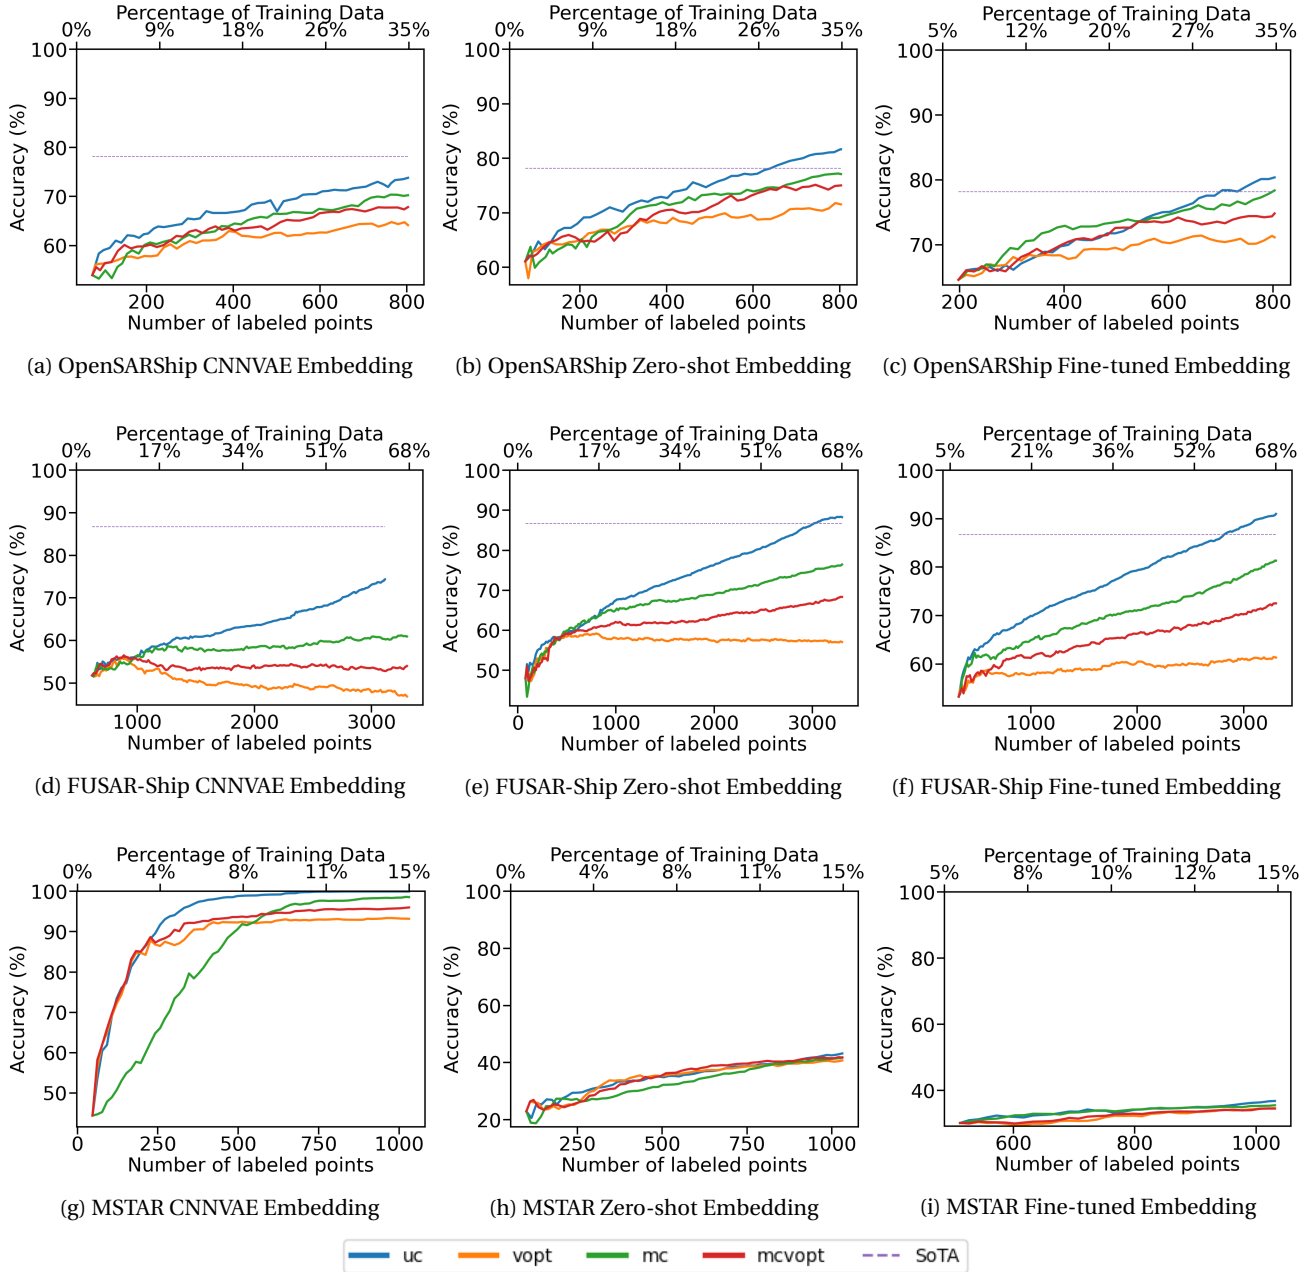 Percentage of Training Data Percentage of Training Data Percentage of Training Data
0% 9% 18% 26% 35% 0% 9% 18% 26% 35% 5% 12% 20% 27% 35%
Accuracy (%) 100 90 80 70 60
Accuracy (%) 100 90 80 70 60
Accuracy (%) 100 90 80 70
200 400 600 800 200 400 600 800 200 400 600 800
Number of labeled points Number of labeled points Number of labeled points
(a) OpenSARShip CNNVAE Embedding (b) OpenSARShip Zero-shot Embedding (c) OpenSARShip Fine-tuned Embedding
Percentage of Training Data Percentage of Training Data Percentage of Training Data
0% 17% 34% 51% 68% 0% 17% 34% 51% 68% 5% 21% 36% 52% 68%
Accuracy (%) 100 90 80 70 60 50
Accuracy (%) 100 90 80 70 60 50
Accuracy (%) 100 90 80 70 60
1000 2000 3000 0 1000 2000 3000 1000 2000 3000
Number of labeled points Number of labeled points Number of labeled points
(d) FUSAR-Ship CNNVAE Embedding (e) FUSAR-Ship Zero-shot Embedding (f) FUSAR-Ship Fine-tuned Embedding
Percentage of Training Data Percentage of Training Data Percentage of Training Data
0% 4% 8% 11% 15% 0% 4% 8% 11% 15% 5% 8% 10% 12% 15%
Accuracy (%) 100 90 80 70 60 50
Accuracy (%) 100 80 60 40 20
Accuracy (%) 100 80 60 40
0 250 500 750 1000 250 500 750 1000 600 800 1000
Number of labeled points Number of labeled points Number of labeled points
(g) MSTAR CNNVAE Embedding (h) MSTAR Zero-shot Embedding (i) MSTAR Fine-tuned Embedding
uc vopt mc mcvopt SoTA